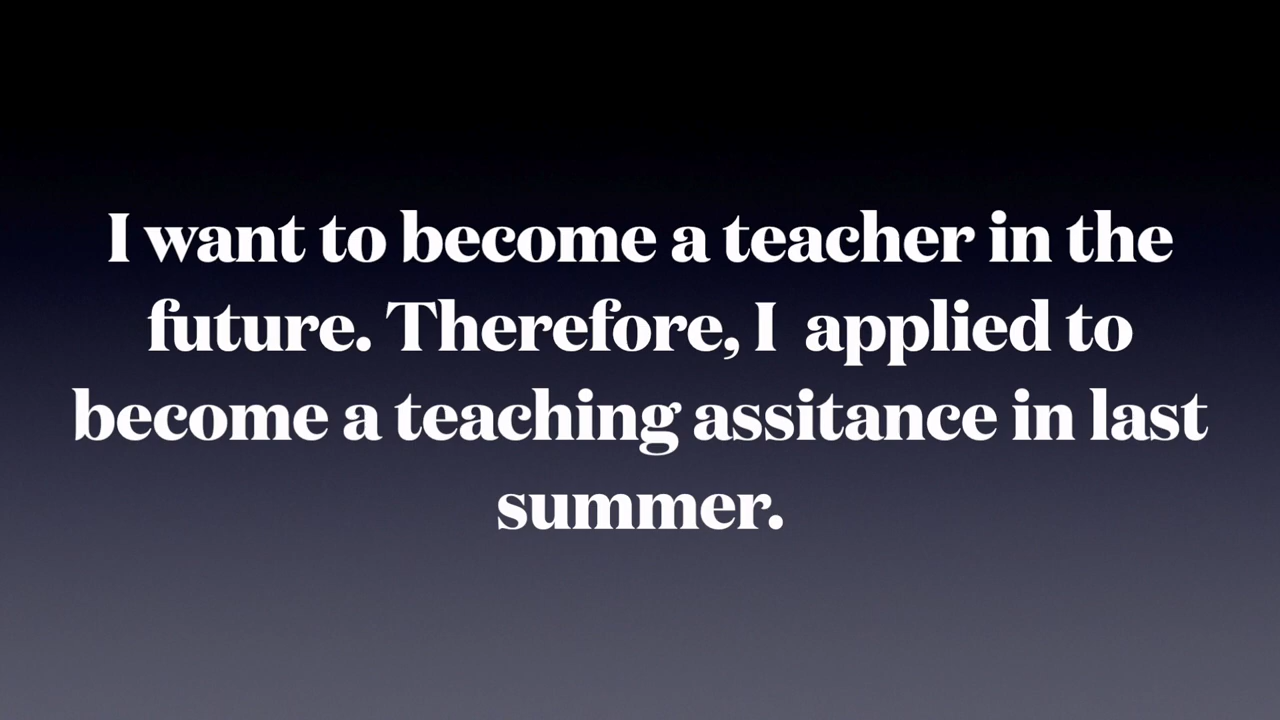 I want to become a teacher in the
future. Therefore, I  applied to
become a teaching assitance in last
summer.